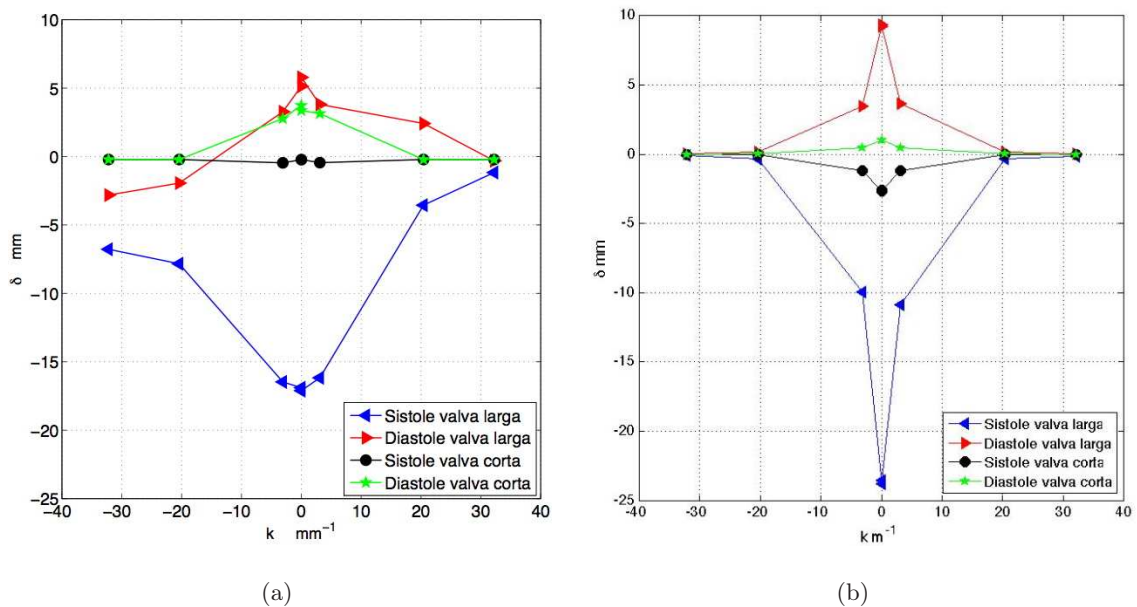 10
5
0
−5
−10
−15
−20
−25
−40
−30
−20
−10
0
10
20
30
40
δ mm
k mm⁻¹
Sistole valva larga
Diastole valva larga
Sistole valva corta
Diastole valva corta
(a)
10
5
0
-5
-10
-15
-20
-25
-40
-30
-20
-10
0
10
20
30
40
δ mm
k m⁻¹
Sistole valva larga
Diastole valva larga
Sistole valva corta
Diastole valva corta
(b)